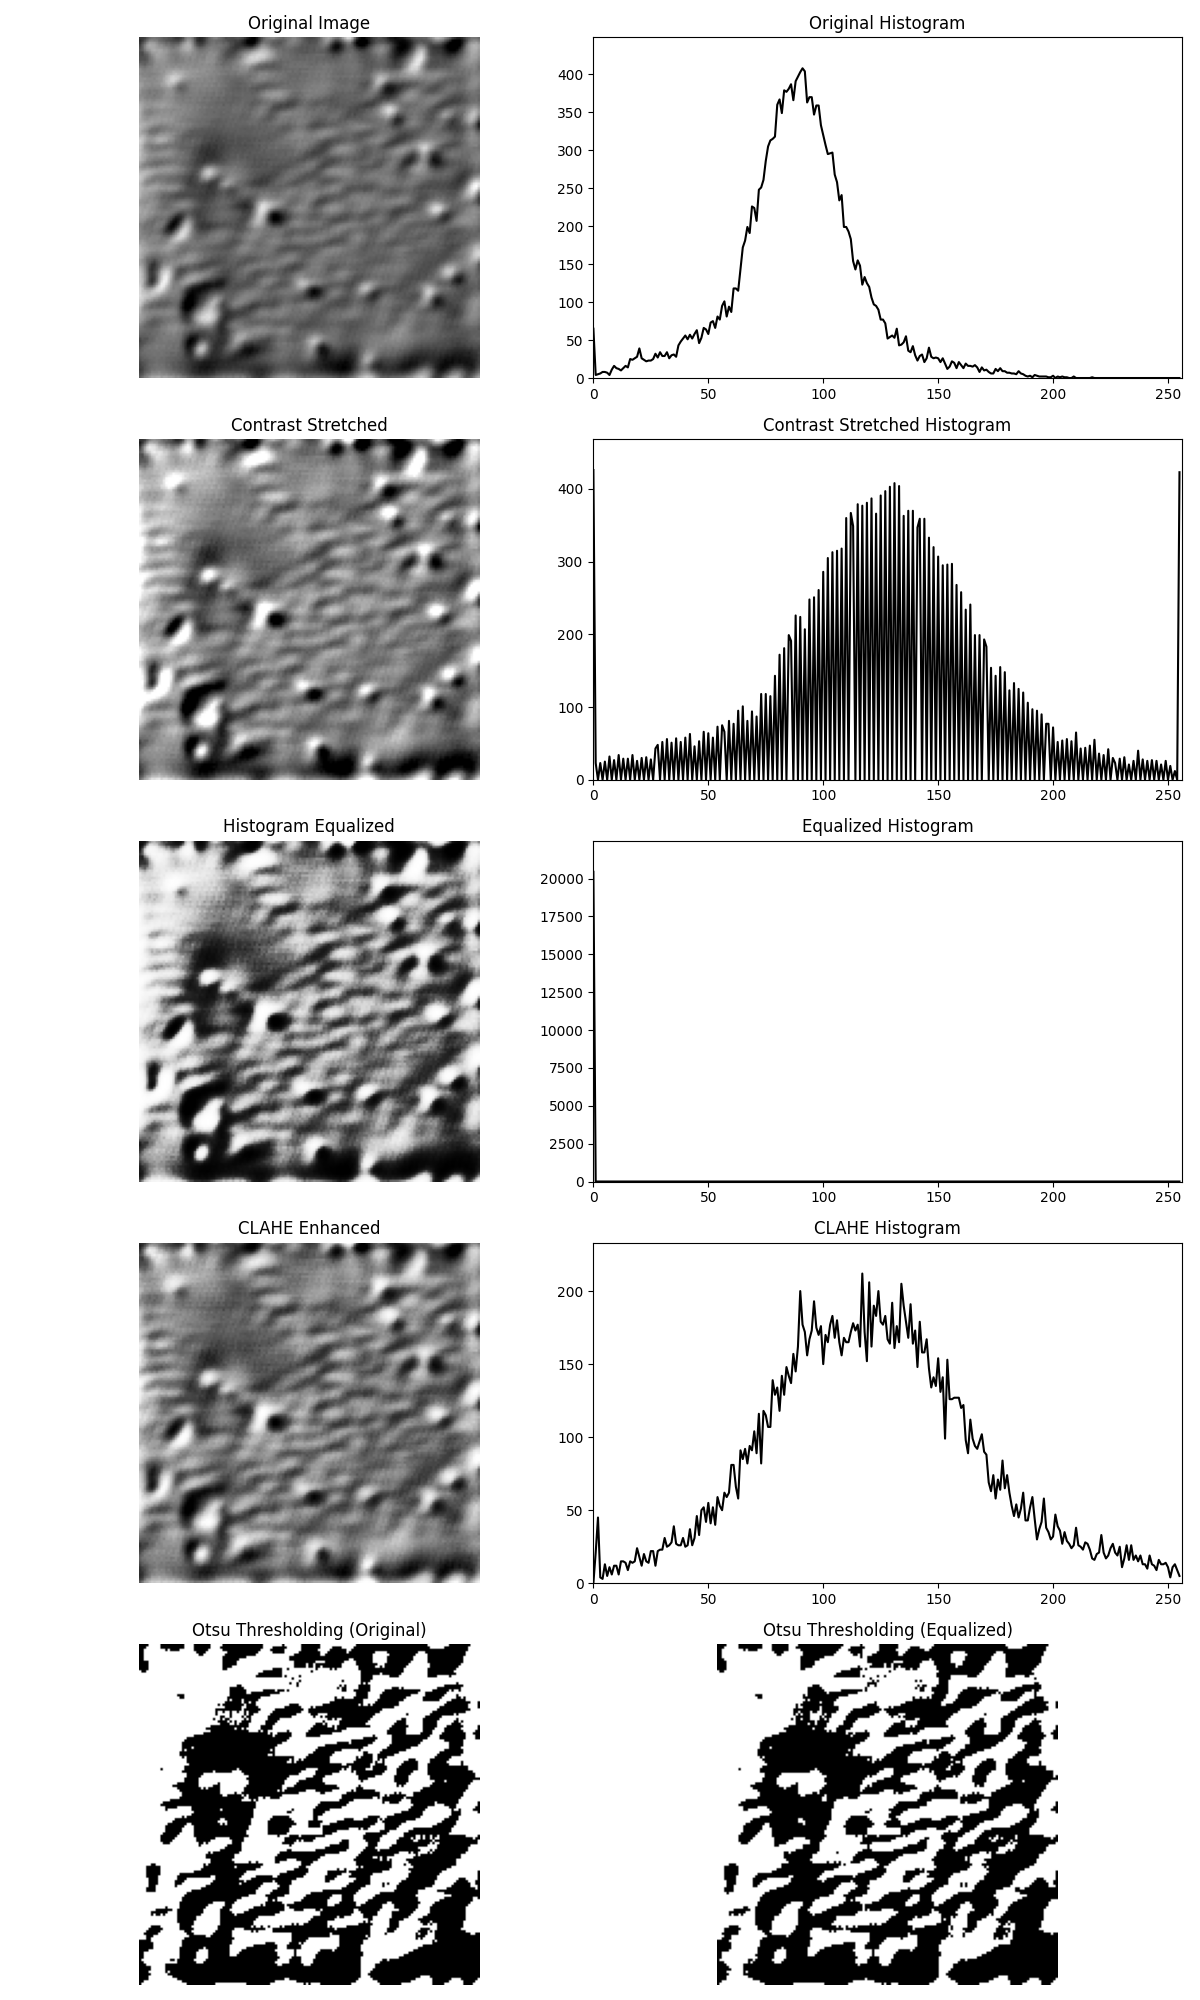 Original Image
Original Histogram
400
350
300
250
200
150
100
50
0
0 50 100 150 200 250
Contrast Stretched
Contrast Stretched Histogram
400
300
200
100
0
0 50 100 150 200 250
Histogram Equalized
Equalized Histogram
20000
17500
15000
12500
10000
7500
5000
2500
0
0 50 100 150 200 250
CLAHE Enhanced
CLAHE Histogram
200
150
100
50
0
0 50 100 150 200 250
Otsu Thresholding (Original)
Otsu Thresholding (Equalized)